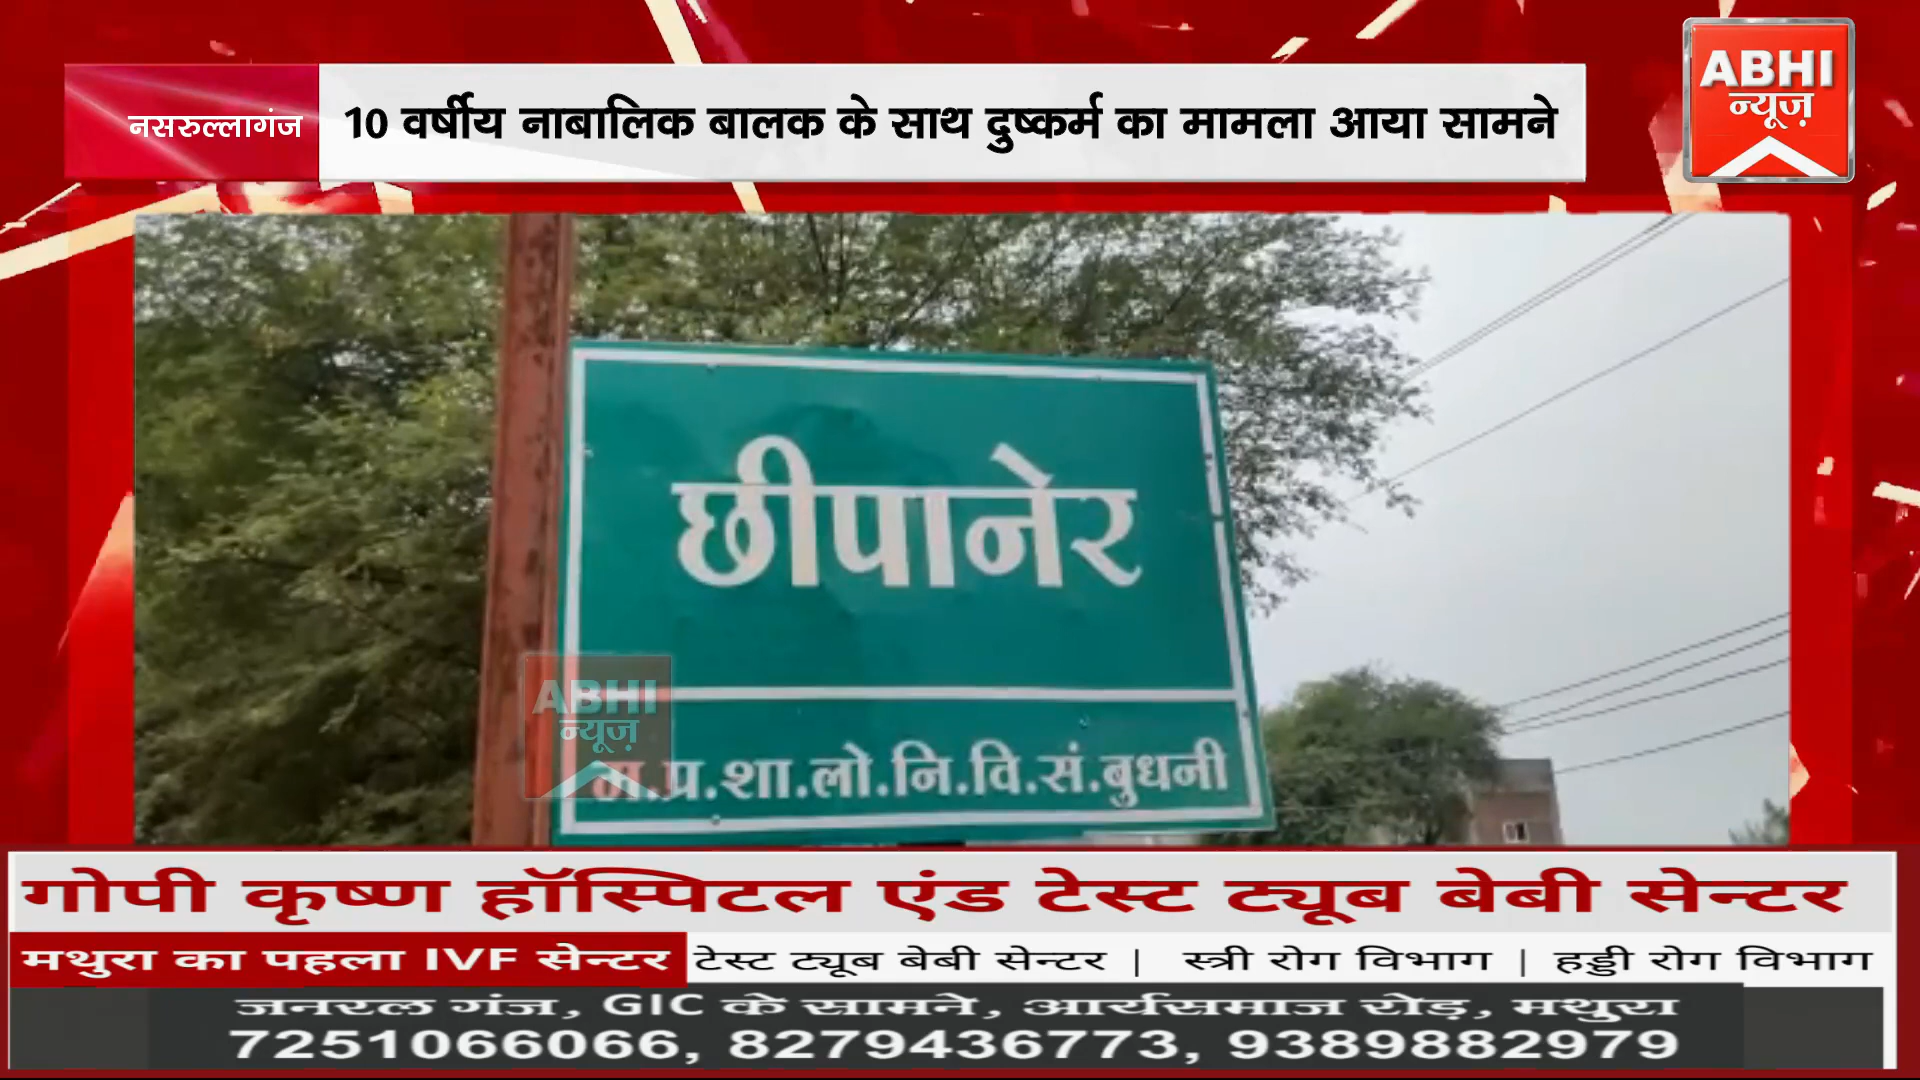 ABHI
न्यूज़
नसरुल्लागंज
10 वर्षीय नाबालिक बालक के साथ दुष्कर्म का मामला आया सामने
छीपानेर
ABHI
न्यूज़
म.प्र.शा.लो.नि.वि.सं.बुधनी
गोपी कृष्ण हॉस्पिटल एंड टेस्ट ट्यूब बेबी सेन्टर
मथुरा का पहला IVF सेन्टर
टेस्ट ट्यूब बेबी सेन्टर | स्त्री रोग विभाग | हड्डी रोग विभाग
जनरल गंज, GIC के सामने, आर्यसमाज रोड़, मथुरा
7251066066, 8279436773, 9389882979